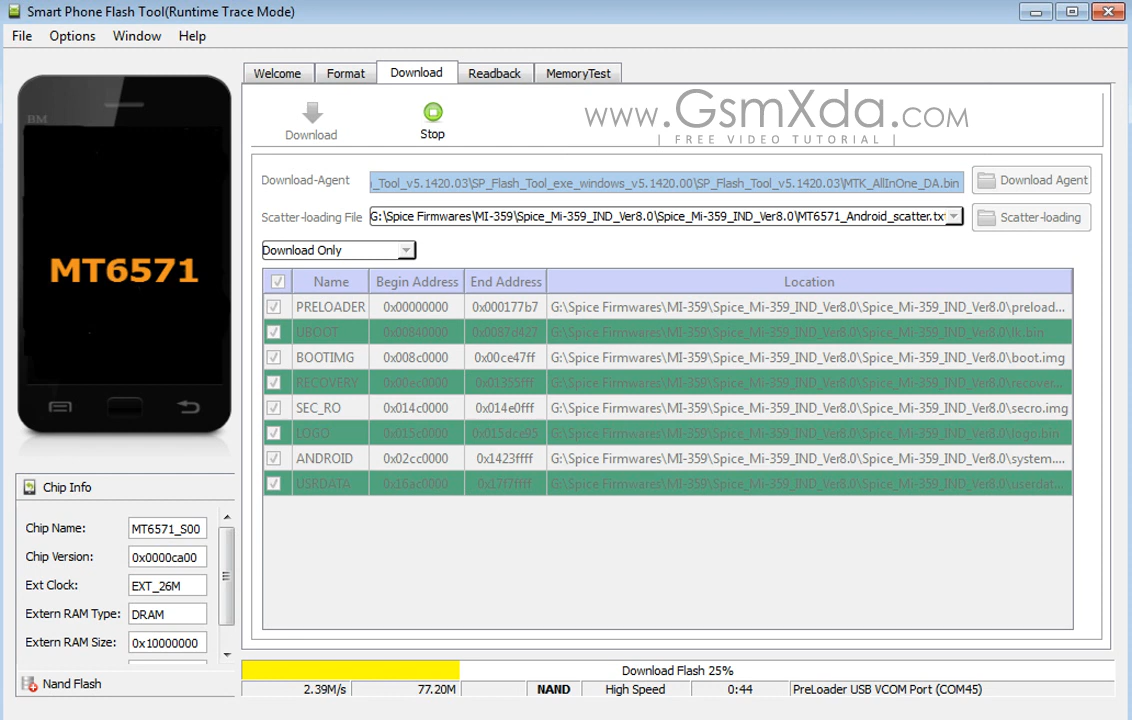 Smart Phone Flash Tool(Runtime Trace Mode)
File Options Window Help
BM
MT6571
Welcome Format Download Readback MemoryTest
Download Stop
www.GsmXda.com
| FREE VIDEO TUTORIAL |
Download-Agent l_Tool_v5.1420.03\SP_Flash_Tool_exe_windows_v5.1420.00\SP_Flash_Tool_v5.1420.03\MTK_AllInOne_DA.bin Download Agent
Scatter-loading File G:\Spice Firmwares\MI-359\Spice_Mi-359_IND_Ver8.0\Spice_Mi-359_IND_Ver8.0\MT6571_Android_scatter.txt Scatter-loading
Download Only
Name Begin Address End Address Location
PRELOADER 0x00000000 0x000177b7 G:\Spice Firmwares\MI-359\Spice_Mi-359_IND_Ver8.0\Spice_Mi-359_IND_Ver8.0\preload...
UBOOT 0x00840000 0x0087d427 G:\Spice Firmwares\MI-359\Spice_Mi-359_IND_Ver8.0\Spice_Mi-359_IND_Ver8.0\lk.bin
BOOTIMG 0x008c0000 0x00ce47ff G:\Spice Firmwares\MI-359\Spice_Mi-359_IND_Ver8.0\Spice_Mi-359_IND_Ver8.0\boot.img
RECOVERY 0x00ec0000 0x01355fff G:\Spice Firmwares\MI-359\Spice_Mi-359_IND_Ver8.0\Spice_Mi-359_IND_Ver8.0\recover...
SEC_RO 0x014c0000 0x014e0fff G:\Spice Firmwares\MI-359\Spice_Mi-359_IND_Ver8.0\Spice_Mi-359_IND_Ver8.0\secro.img
LOGO 0x015c0000 0x015dce95 G:\Spice Firmwares\MI-359\Spice_Mi-359_IND_Ver8.0\Spice_Mi-359_IND_Ver8.0\logo.bin
ANDROID 0x02cc0000 0x1423ffff G:\Spice Firmwares\MI-359\Spice_Mi-359_IND_Ver8.0\Spice_Mi-359_IND_Ver8.0\system....
USRDATA 0x16ac0000 0x17f7ffff G:\Spice Firmwares\MI-359\Spice_Mi-359_IND_Ver8.0\Spice_Mi-359_IND_Ver8.0\userdat...
Chip Info
Chip Name: MT6571_S00
Chip Version: 0x0000ca00
Ext Clock: EXT_26M
Extern RAM Type: DRAM
Extern RAM Size: 0x10000000
Nand Flash
Download Flash 25%
2.39M/s 77.20M NAND High Speed 0:44 PreLoader USB VCOM Port (COM45)